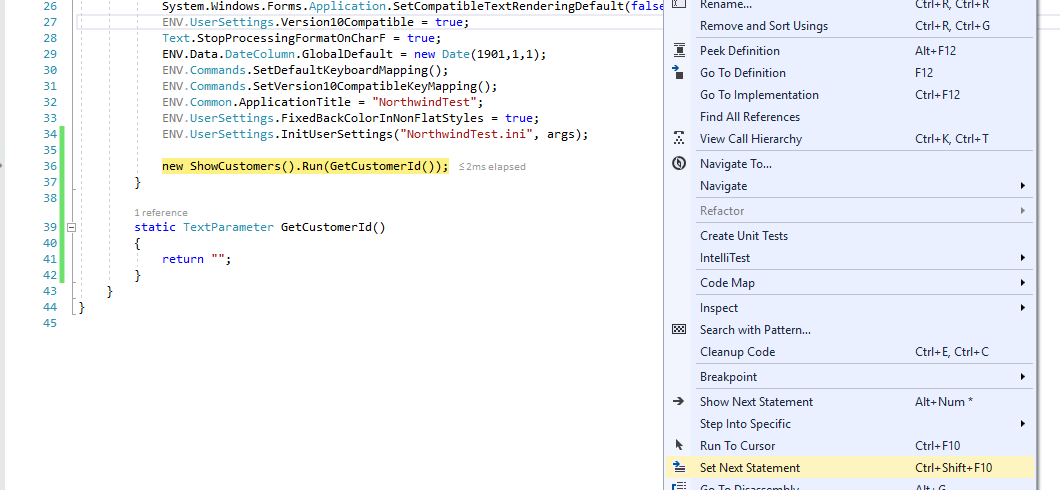 26 System.Windows.Forms.Application.SetCompatibleTextRenderingDefault(false
27 ENV.UserSettings.Version10Compatible = true;
28 Text.StopProcessingFormatOnCharF = true;
29 ENV.Data.DateColumn.GlobalDefault = new Date(1901,1,1);
30 ENV.Commands.SetDefaultKeyboardMapping();
31 ENV.Commands.SetVersion10CompatibleKeyMapping();
32 ENV.Common.ApplicationTitle = "NorthwindTest";
33 ENV.UserSettings.FixedBackColorInNonFlatStyles = true;
34 ENV.UserSettings.InitUserSettings("NorthwindTest.ini", args);
35
36 new ShowCustomers().Run(GetCustomerId()); ≤2ms elapsed
37 }
38
1 reference
39 static TextParameter GetCustomerId()
40 {
41 return "";
42 }
43 }
44 }
45
Rename... Ctrl+R, Ctrl+R
Remove and Sort Usings Ctrl+R, Ctrl+G
Peek Definition Alt+F12
Go To Definition F12
Go To Implementation Ctrl+F12
Find All References
View Call Hierarchy Ctrl+K, Ctrl+T
Navigate To...
Navigate
Refactor
Create Unit Tests
IntelliTest
Code Map
Inspect
Search with Pattern...
Cleanup Code Ctrl+E, Ctrl+C
Breakpoint
Show Next Statement Alt+Num *
Step Into Specific
Run To Cursor Ctrl+F10
Set Next Statement Ctrl+Shift+F10
Go To Disassembly Alt+G